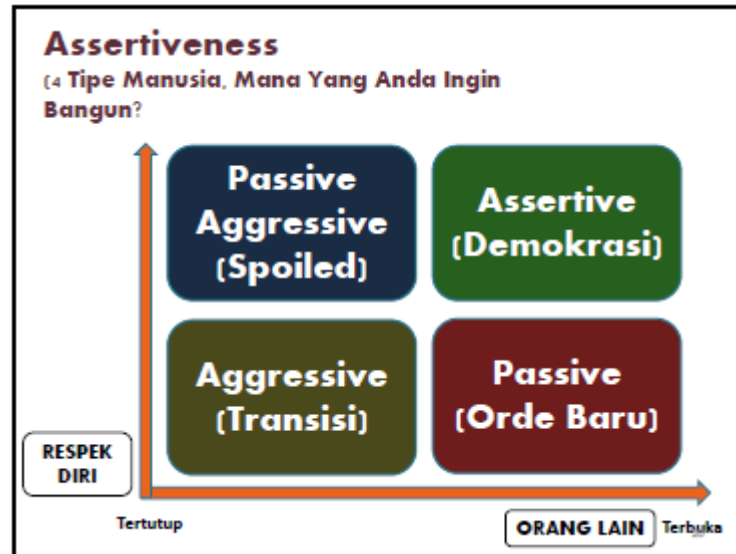 Assertiveness
(4 Tipe Manusia, Mana Yang Anda Ingin
Bangun?
Passive
Aggressive
(Spoiled)
Assertive
(Demokrasi)
Aggressive
(Transisi)
Passive
(Orde Baru)
RESPEK
DIRI
Tertutup
ORANG LAIN
Terbuka